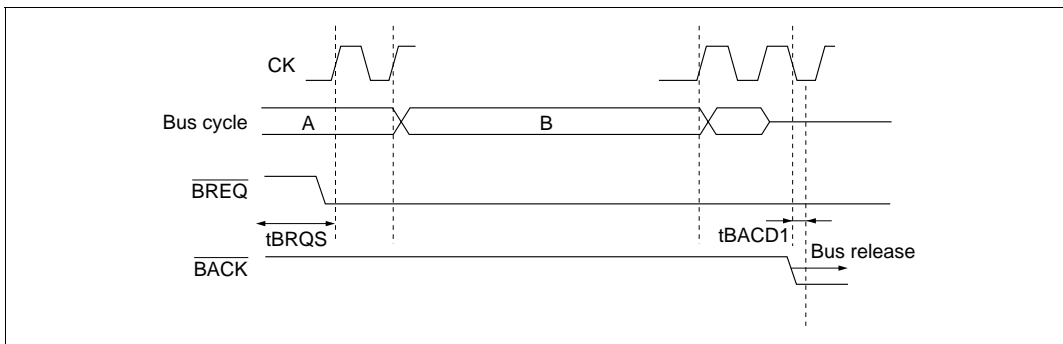 CK
Bus cycle
A
B
BREQ
tBRQS
tBACD1
Bus release
BACK